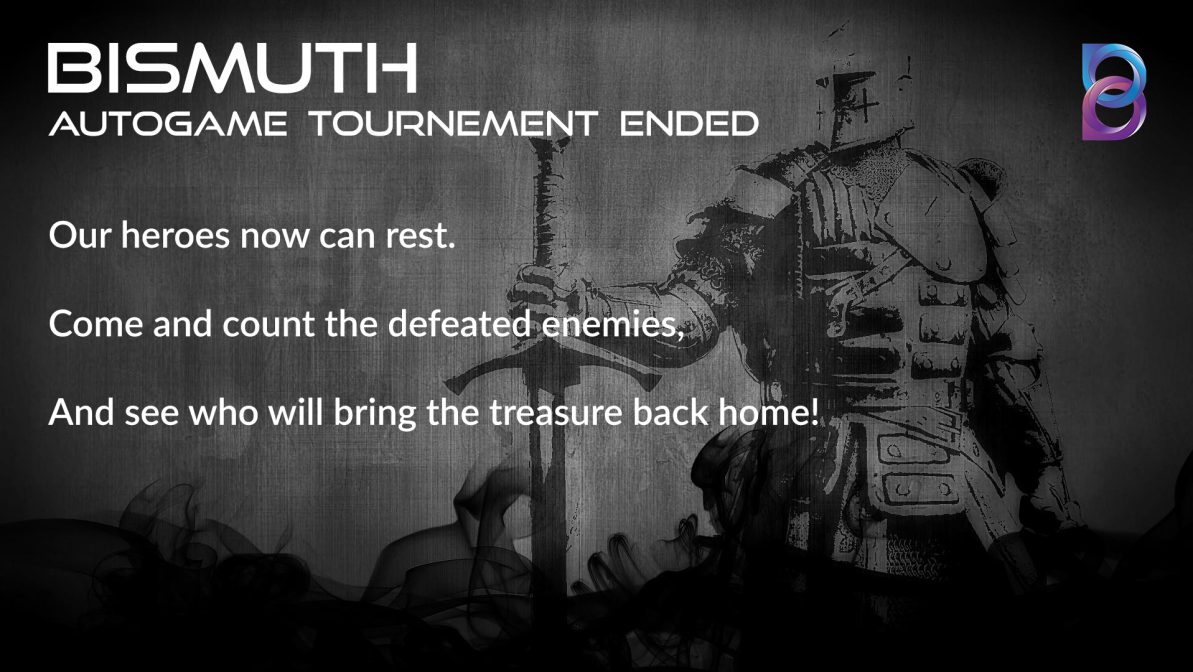 BISMUTH
AUTOGAME TOURNEMENT ENDED
Our heroes now can rest.
Come and count the defeated enemies,
And see who will bring the treasure back home!